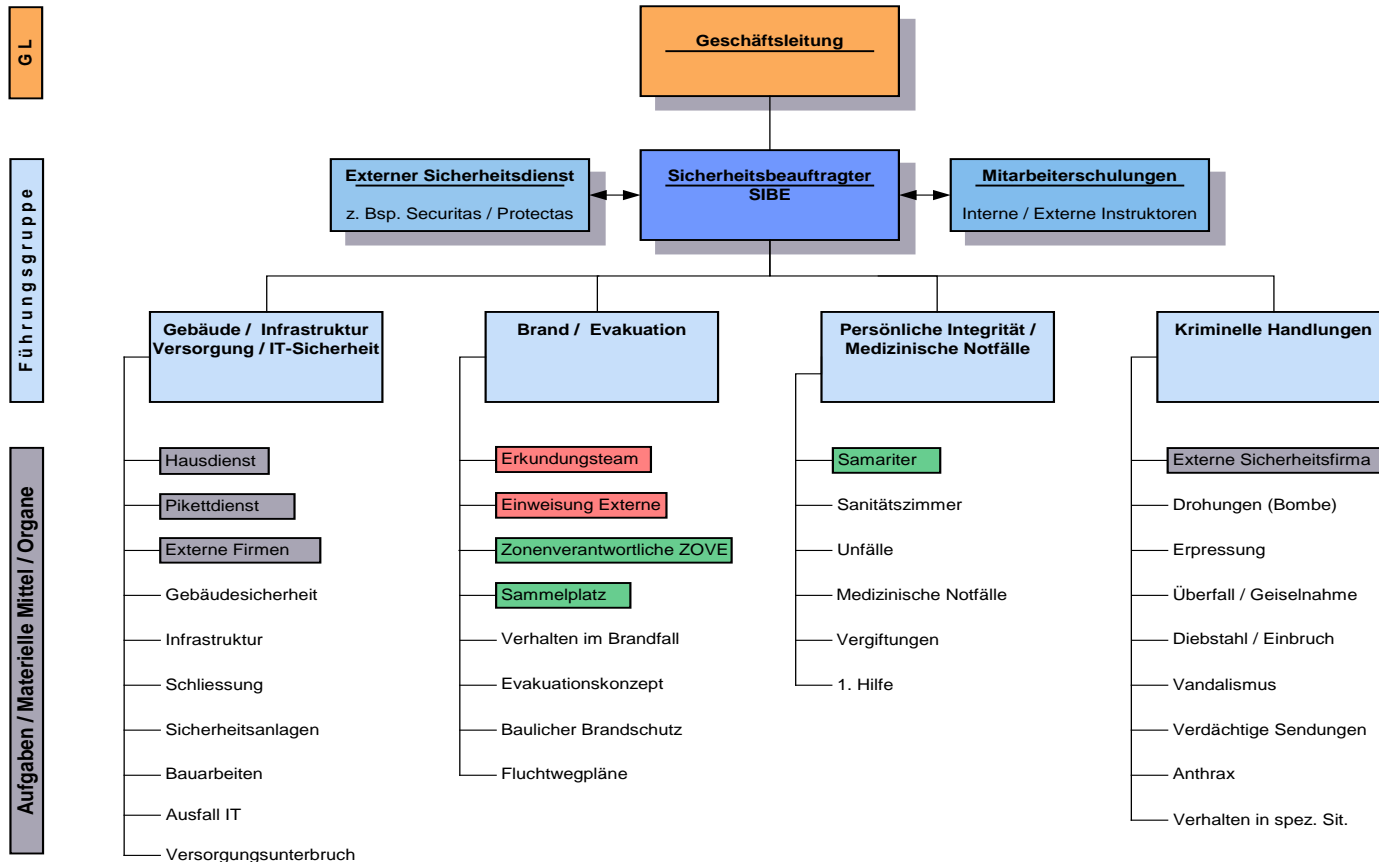 GL
Geschäftsleitung
Führungsgruppe
Externer Sicherheitsdienst
z. Bsp. Securitas / Protectas
Sicherheitsbeauftragter
SIBE
Mitarbeiterschulungen
Interne / Externe Instruktoren
Gebäude / Infrastruktur
Versorgung / IT-Sicherheit
Brand / Evakuation
Persönliche Integrität /
Medizinische Notfälle
Kriminelle Handlungen
Aufgaben / Materielle Mittel / Organe
Hausdienst
Pikettdienst
Externe Firmen
Gebäudesicherheit
Infrastruktur
Schliessung
Sicherheitsanlagen
Bauarbeiten
Ausfall IT
Versorgungsunterbruch
Erkundungsteam
Einweisung Externe
Zonenverantwortliche ZOVE
Sammelplatz
Verhalten im Brandfall
Evakuationskonzept
Baulicher Brandschutz
Fluchtwegpläne
Samariter
Sanitätszimmer
Unfälle
Medizinische Notfälle
Vergiftungen
1. Hilfe
Externe Sicherheitsfirma
Drohungen (Bombe)
Erpressung
Überfall / Geiselnahme
Diebstahl / Einbruch
Vandalismus
Verdächtige Sendungen
Anthrax
Verhalten in spez. Sit.